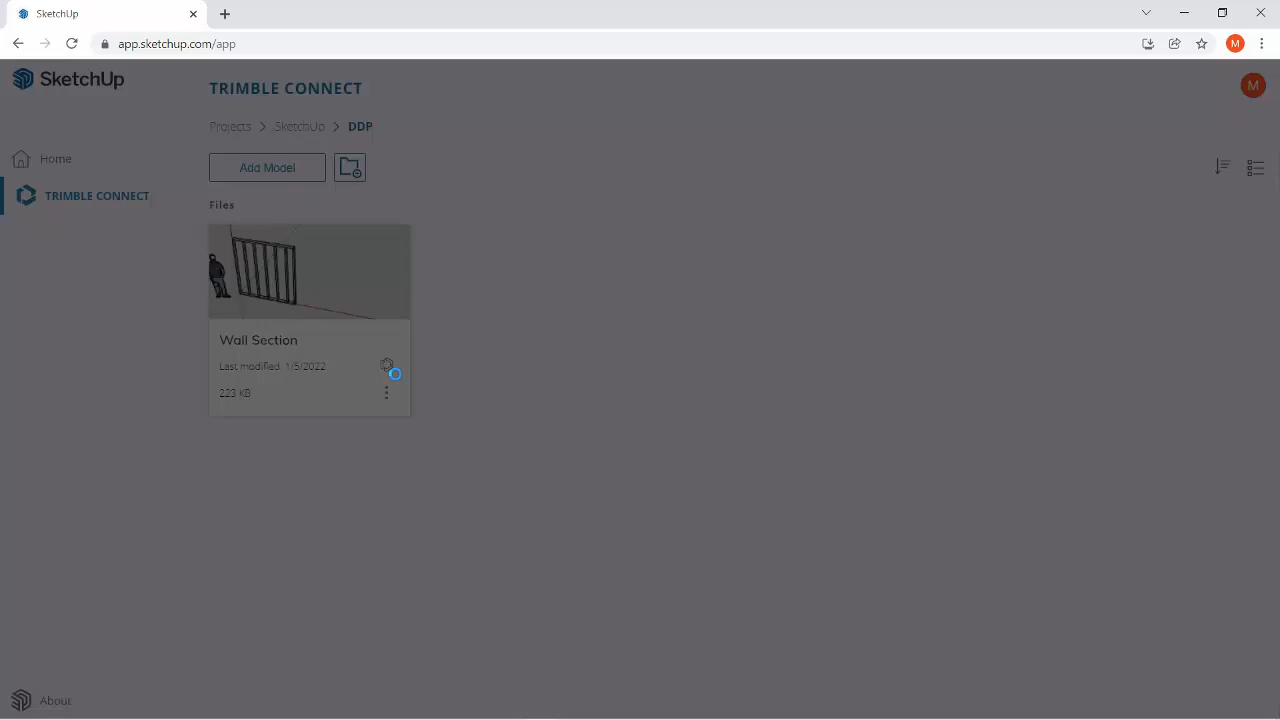 SketchUp
app.sketchup.com/app
M
SketchUp
TRIMBLE CONNECT
M
Projects > SketchUp > DDP
Home
Add Model
TRIMBLE CONNECT
Files
Wall Section
Last modified: 1/5/2022
223 KB
About